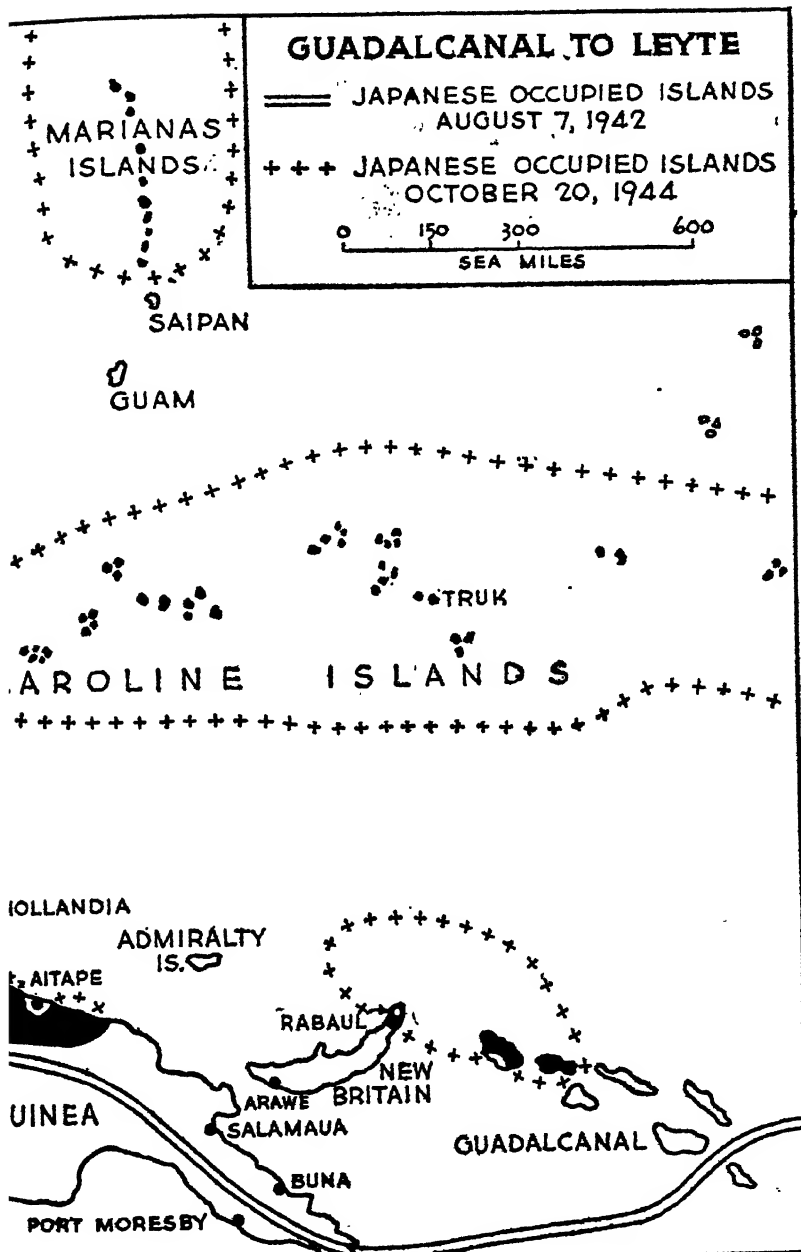 GUADALCANAL TO LEYTE
JAPANESE OCCUPIED ISLANDS
AUGUST 7, 1942
+ + + JAPANESE OCCUPIED ISLANDS
OCTOBER 20, 1944
0 150 300 600
SEA MILES
MARIANAS
ISLANDS
SAIPAN
GUAM
TRUK
AROLINE ISLANDS
HOLLANDIA
ADMIRALTY
IS.
AITAPE
RABAUL
NEW
BRITAIN
ARAWE
UINEA
SALAMAUA
GUADALCANAL
BUNA
PORT MORESBY